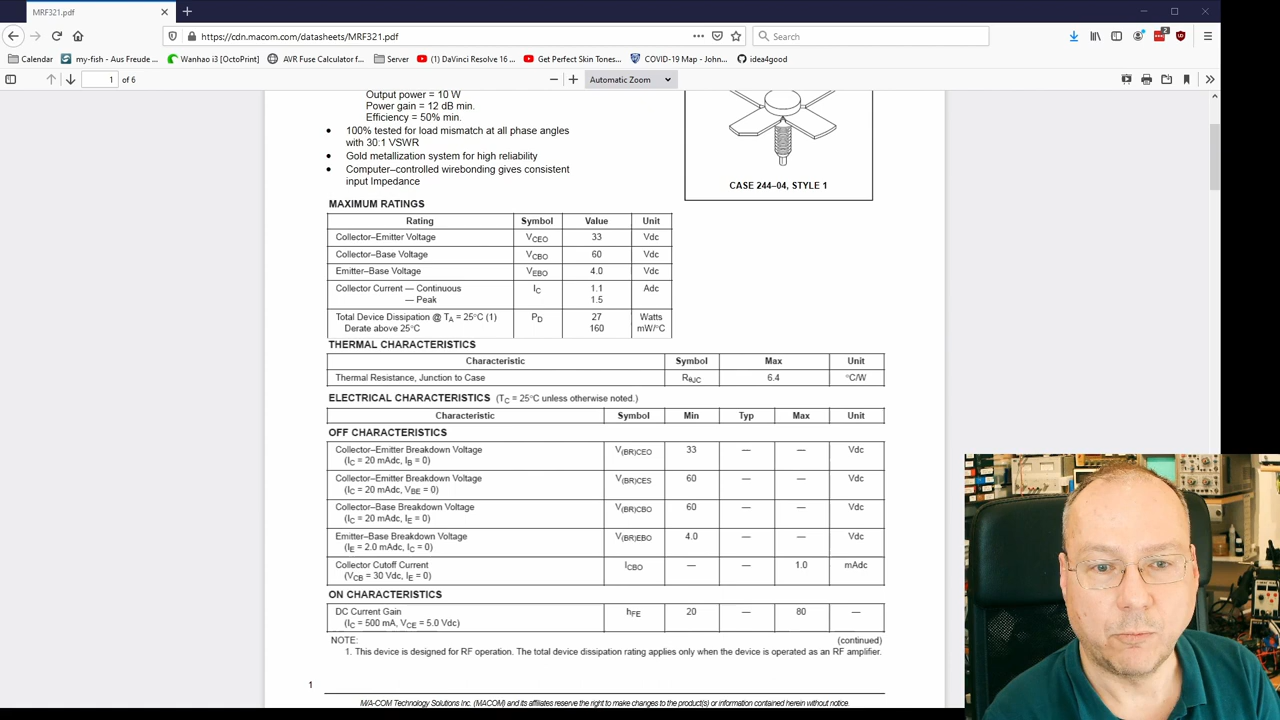 MRF321.pdf
https://cdn.macom.com/datasheets/MRF321.pdf
Search
2
Calendar
my-fish - Aus Freude ...
Wanhao i3 [OctoPrint]
AVR Fuse Calculator f...
Server
(1) DaVinci Resolve 16 ...
Get Perfect Skin Tones...
COVID-19 Map - John...
idea4good
1 of 6
Automatic Zoom
Output power = 10 W
Power gain = 12 dB min.
Efficiency = 50% min.
• 100% tested for load mismatch at all phase angles
with 30:1 VSWR
• Gold metallization system for high reliability
• Computer–controlled wirebonding gives consistent
input Impedance
CASE 244–04, STYLE 1
MAXIMUM RATINGS
Rating Symbol Value Unit
Collector–Emitter Voltage VCEO 33 Vdc
Collector–Base Voltage VCBO 60 Vdc
Emitter–Base Voltage VEBO 4.0 Vdc
Collector Current — Continuous IC 1.1 Adc
— Peak 1.5
Total Device Dissipation @ TA = 25°C (1) PD 27 Watts
Derate above 25°C 160 mW/°C
THERMAL CHARACTERISTICS
Characteristic Symbol Max Unit
Thermal Resistance, Junction to Case RθJC 6.4 °C/W
ELECTRICAL CHARACTERISTICS (TC = 25°C unless otherwise noted.)
Characteristic Symbol Min Typ Max Unit
OFF CHARACTERISTICS
Collector–Emitter Breakdown Voltage V(BR)CEO 33 — — Vdc
(IC = 20 mAdc, IB = 0)
Collector–Emitter Breakdown Voltage V(BR)CES 60 — — Vdc
(IC = 20 mAdc, VBE = 0)
Collector–Base Breakdown Voltage V(BR)CBO 60 — — Vdc
(IC = 20 mAdc, IE = 0)
Emitter–Base Breakdown Voltage V(BR)EBO 4.0 — — Vdc
(IE = 2.0 mAdc, IC = 0)
Collector Cutoff Current ICBO — — 1.0 mAdc
(VCB = 30 Vdc, IE = 0)
ON CHARACTERISTICS
DC Current Gain hFE 20 — 80 —
(IC = 500 mA, VCE = 5.0 Vdc)
NOTE: (continued)
1. This device is designed for RF operation. The total device dissipation rating applies only when the device is operated as an RF amplifier.
1
M/A-COM Technology Solutions Inc. (MACOM) and its affiliates reserve the right to make changes to the product(s) or information contained herein without notice.